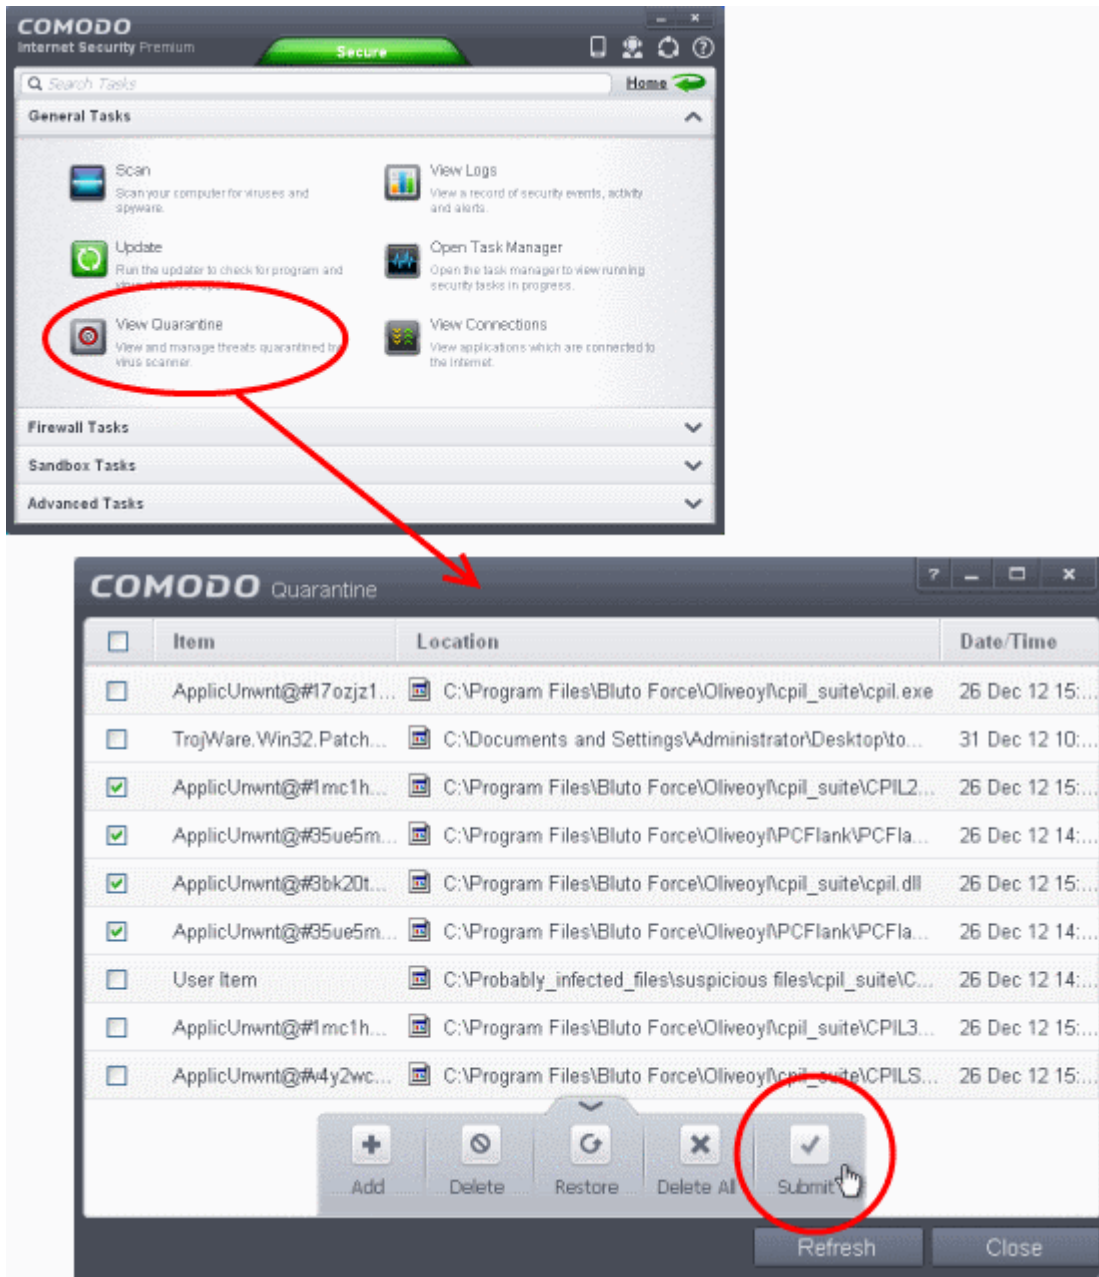 COMODO
Internet Security Premium
Secure
Search Tasks
Home
General Tasks
Scan
Scan your computer for viruses and
spyware.
View Logs
View a record of security events, activity
and alerts.
Update
Run the updater to check for program and
Open Task Manager
Open the task manager to view running
security tasks in progress.
View Quarantine
View and manage threats quarantined by
virus scanner.
View Connections
View applications which are connected to
the internet.
Firewall Tasks
Sandbox Tasks
Advanced Tasks
COMODO Quarantine
Item Location Date/Time
ApplicUnwnt@#17ozjz1... C:\Program Files\Bluto Force\Oliveoyl\cpil_suite\cpil.exe 26 Dec 12 15:...
TrojWare.Win32.Patch... C:\Documents and Settings\Administrator\Desktop\to... 31 Dec 12 10:...
ApplicUnwnt@#1mc1h... C:\Program Files\Bluto Force\Oliveoyl\cpil_suite\CPIL2... 26 Dec 12 15:...
ApplicUnwnt@#35ue5m... C:\Program Files\Bluto Force\Oliveoyl\PCFlank\PCFla... 26 Dec 12 14:...
ApplicUnwnt@#3bk20t... C:\Program Files\Bluto Force\Oliveoyl\cpil_suite\cpil.dll 26 Dec 12 15:...
ApplicUnwnt@#35ue5m... C:\Program Files\Bluto Force\Oliveoyl\PCFlank\PCFla... 26 Dec 12 14:...
User Item C:\Probably_infected_files\suspicious files\cpil_suite\C... 26 Dec 12 14:...
ApplicUnwnt@#1mc1h... C:\Program Files\Bluto Force\Oliveoyl\cpil_suite\CPIL3... 26 Dec 12 15:...
ApplicUnwnt@#v4y2wc... C:\Program Files\Bluto Force\Oliveoyl\cpil_suite\CPILS... 26 Dec 12 15:...
Add Delete Restore Delete All Submit
Refresh Close